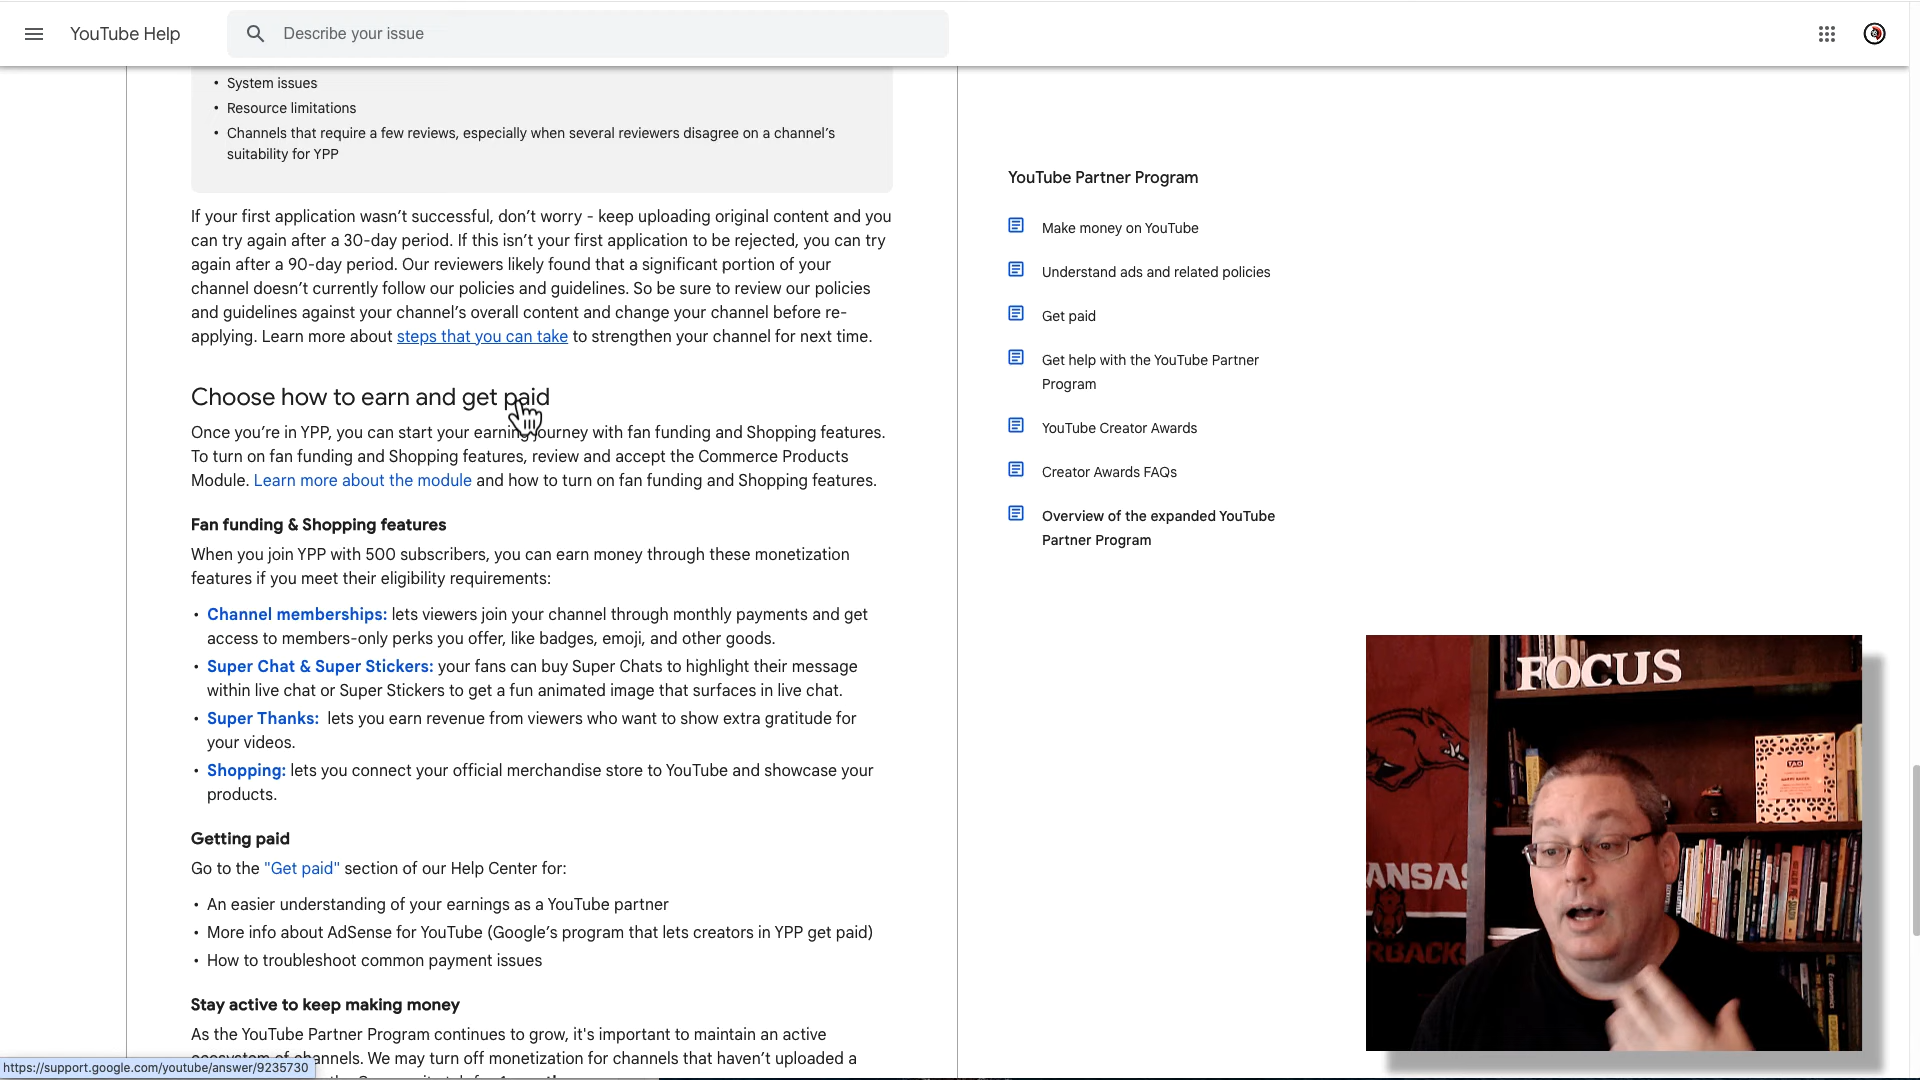 YouTube Help
Describe your issue
• System issues
• Resource limitations
• Channels that require a few reviews, especially when several reviewers disagree on a channel's
suitability for YPP
If your first application wasn't successful, don't worry - keep uploading original content and you
can try again after a 30-day period. If this isn't your first application to be rejected, you can try
again after a 90-day period. Our reviewers likely found that a significant portion of your
channel doesn't currently follow our policies and guidelines. So be sure to review our policies
and guidelines against your channel's overall content and change your channel before re-
applying. Learn more about steps that you can take to strengthen your channel for next time.
Choose how to earn and get paid
Once you're in YPP, you can start your earning journey with fan funding and Shopping features.
To turn on fan funding and Shopping features, review and accept the Commerce Products
Module. Learn more about the module and how to turn on fan funding and Shopping features.
Fan funding & Shopping features
When you join YPP with 500 subscribers, you can earn money through these monetization
features if you meet their eligibility requirements:
• Channel memberships: lets viewers join your channel through monthly payments and get
access to members-only perks you offer, like badges, emoji, and other goods.
• Super Chat & Super Stickers: your fans can buy Super Chats to highlight their message
within live chat or Super Stickers to get a fun animated image that surfaces in live chat.
• Super Thanks: lets you earn revenue from viewers who want to show extra gratitude for
your videos.
• Shopping: lets you connect your official merchandise store to YouTube and showcase your
products.
Getting paid
Go to the "Get paid" section of our Help Center for:
• An easier understanding of your earnings as a YouTube partner
• More info about AdSense for YouTube (Google's program that lets creators in YPP get paid)
• How to troubleshoot common payment issues
Stay active to keep making money
As the YouTube Partner Program continues to grow, it's important to maintain an active
ecosystem of channels. We may turn off monetization for channels that haven't uploaded a
https://support.google.com/youtube/answer/9235730
YouTube Partner Program
Make money on YouTube
Understand ads and related policies
Get paid
Get help with the YouTube Partner
Program
YouTube Creator Awards
Creator Awards FAQs
Overview of the expanded YouTube
Partner Program
FOCUS
TAO
ANSAS
RBACK